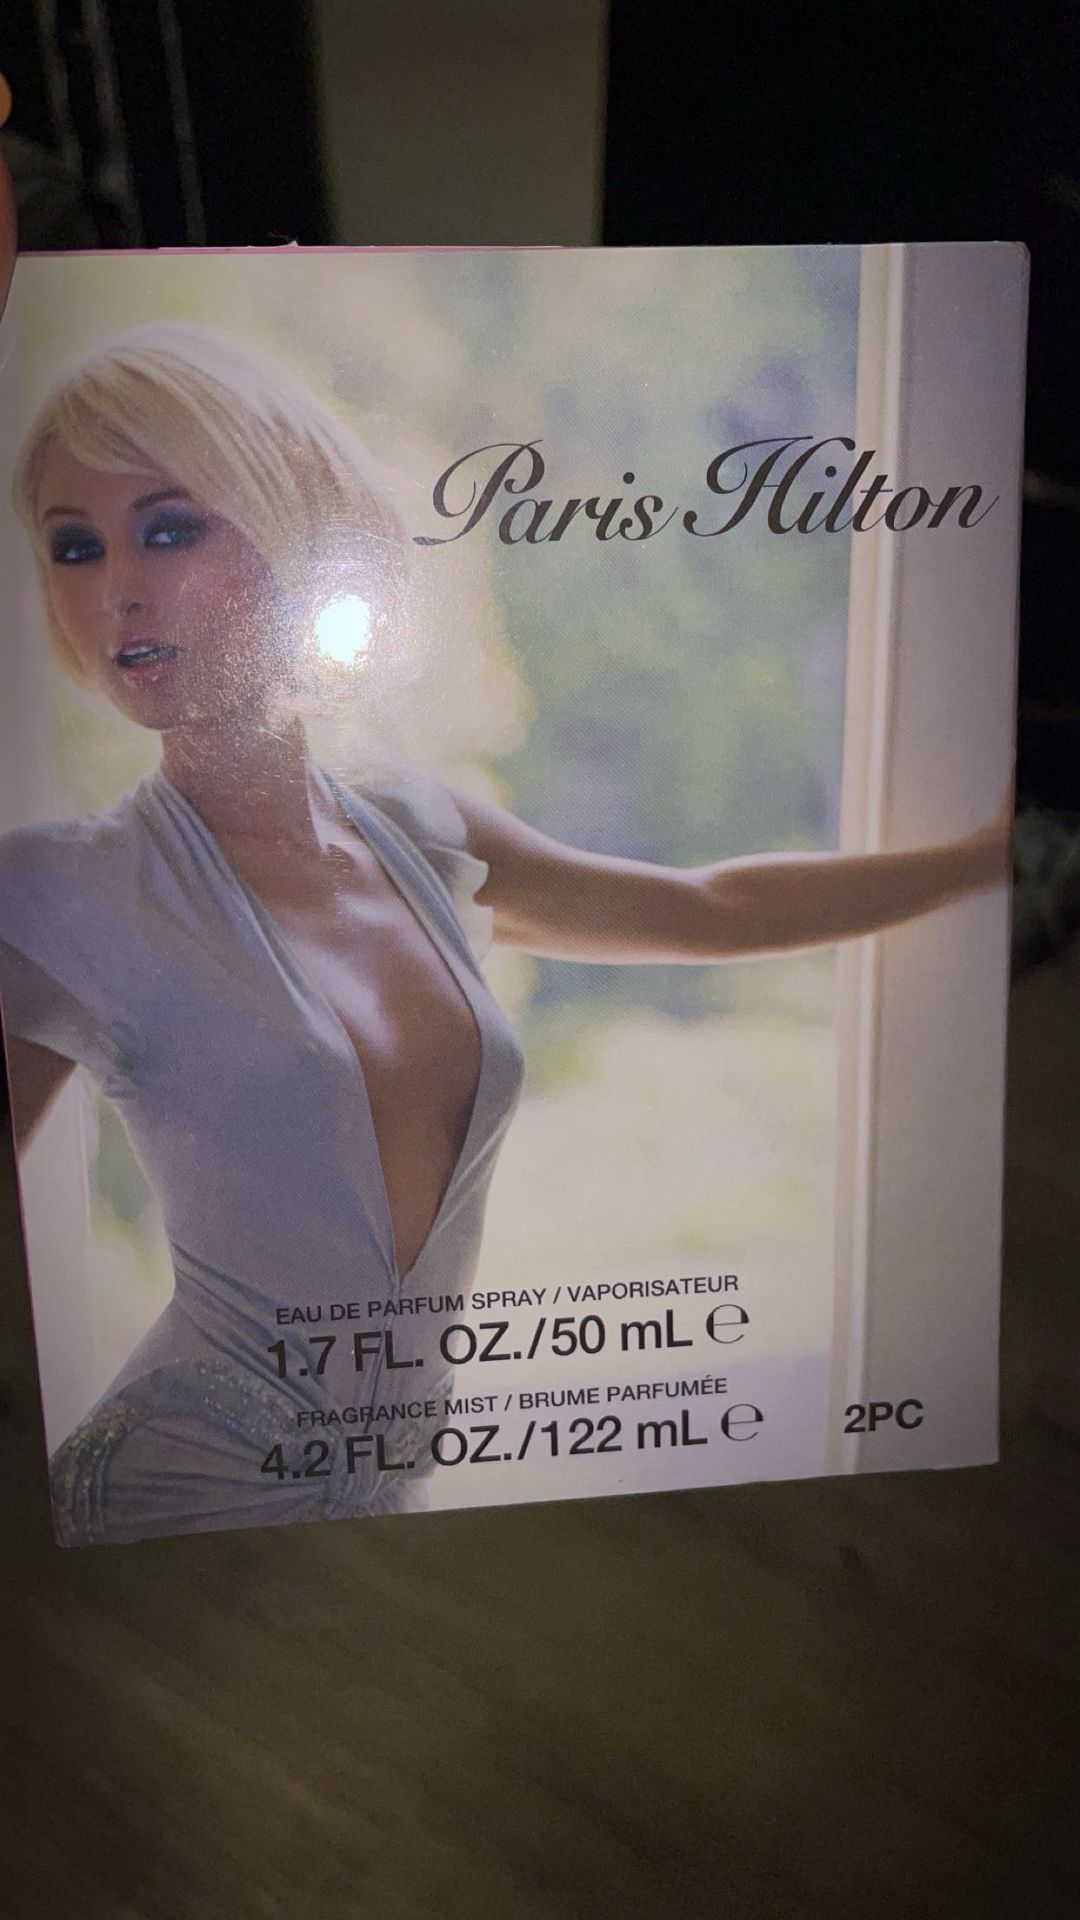 Paris Hilton
EAU DE PARFUM SPRAY / VAPORISATEUR
1.7 FL. OZ./50 mL ℮
FRAGRANCE MIST / BRUME PARFUMÉE
4.2 FL. OZ./122 mL ℮
2PC